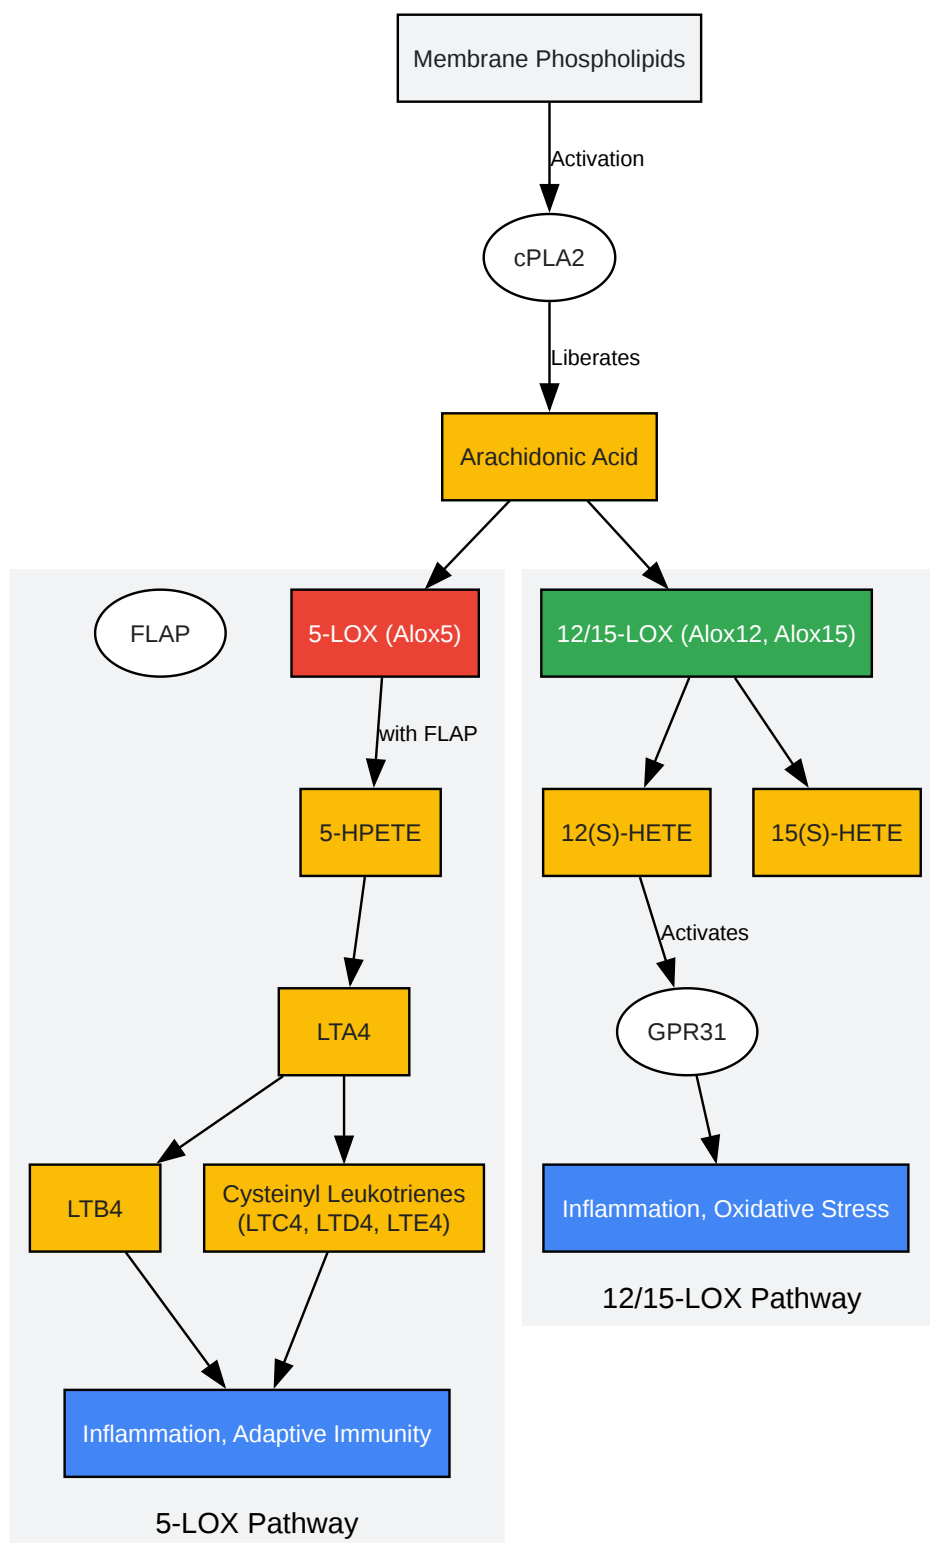 Membrane Phospholipids
Activation
cPLA2
Liberates
Arachidonic Acid
FLAP
5-LOX (Alox5)
12/15-LOX (Alox12, Alox15)
with FLAP
5-HPETE
12(S)-HETE
15(S)-HETE
Activates
LTA4
GPR31
LTB4
Cysteinyl Leukotrienes
(LTC4, LTD4, LTE4)
Inflammation, Oxidative Stress
12/15-LOX Pathway
Inflammation, Adaptive Immunity
5-LOX Pathway